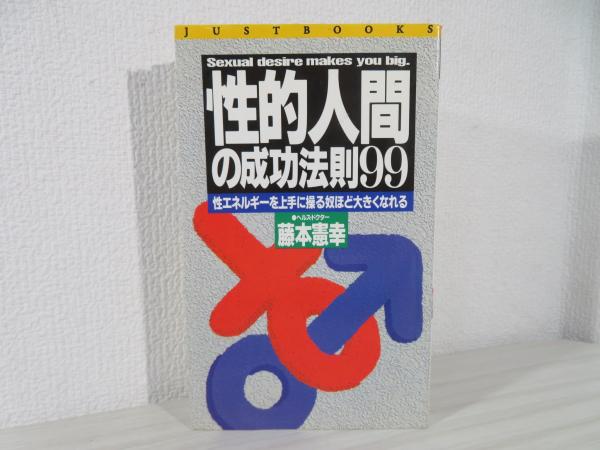 JUST BOOKS
Sexual desire makes you big.
性的人間
の成功法則99
性エネルギーを上手に操る奴ほど大きくなれる
●ヘルスドクター
藤本憲幸